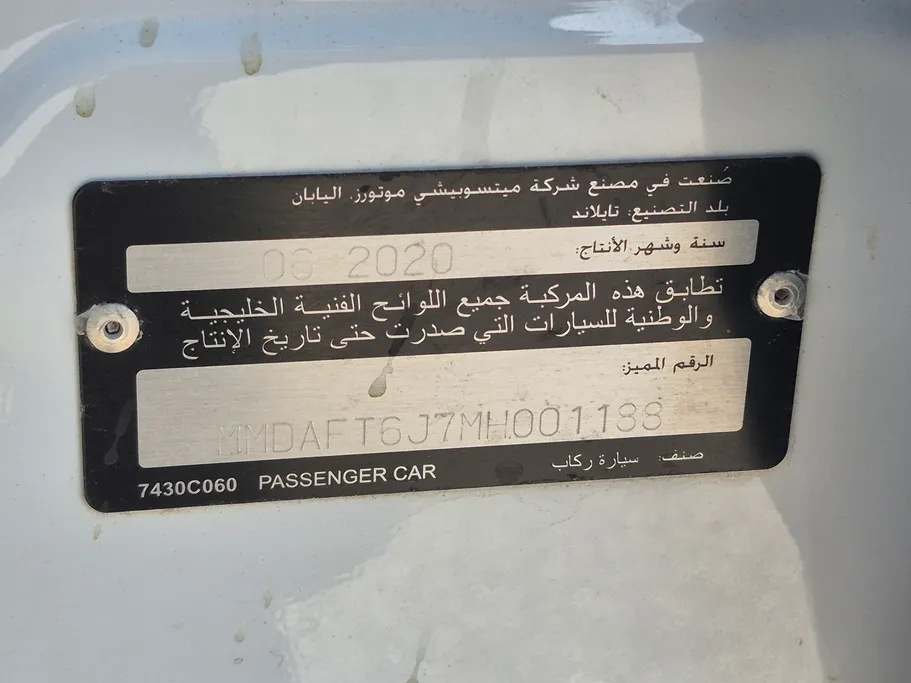 صُنعت في مصنع شركة ميتسوبيشي موتورز. اليابان
بلد التصنيع: تايلاند
سنة وشهر الأنتاج:
06 2020
تطابق هذه المركبة جميع اللوائح الفنية الخليجية
والوطنية للسيارات التي صدرت حتى تاريخ الإنتاج
الرقم المميز:
MMDAFT6J7MH001188
صنف: سيارة ركاب
7430C060 PASSENGER CAR